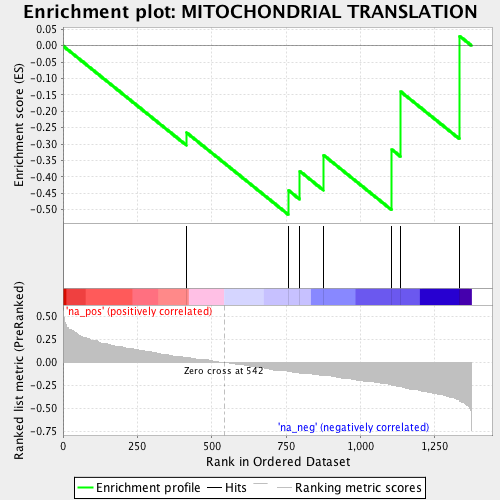 Enrichment plot: MITOCHONDRIAL TRANSLATION
Enrichment score (ES)
0.05
0.00
-0.05
-0.10
-0.15
-0.20
-0.25
-0.30
-0.35
-0.40
-0.45
-0.50
'na_pos' (positively correlated)
Ranked list metric (PreRanked)
0.50
0.25
0.00
-0.25
-0.50
-0.75
Zero cross at 542
'na_neg' (negatively correlated)
0 250 500 750 1,000 1,250
Rank in Ordered Dataset
Enrichment profile Hits Ranking metric scores